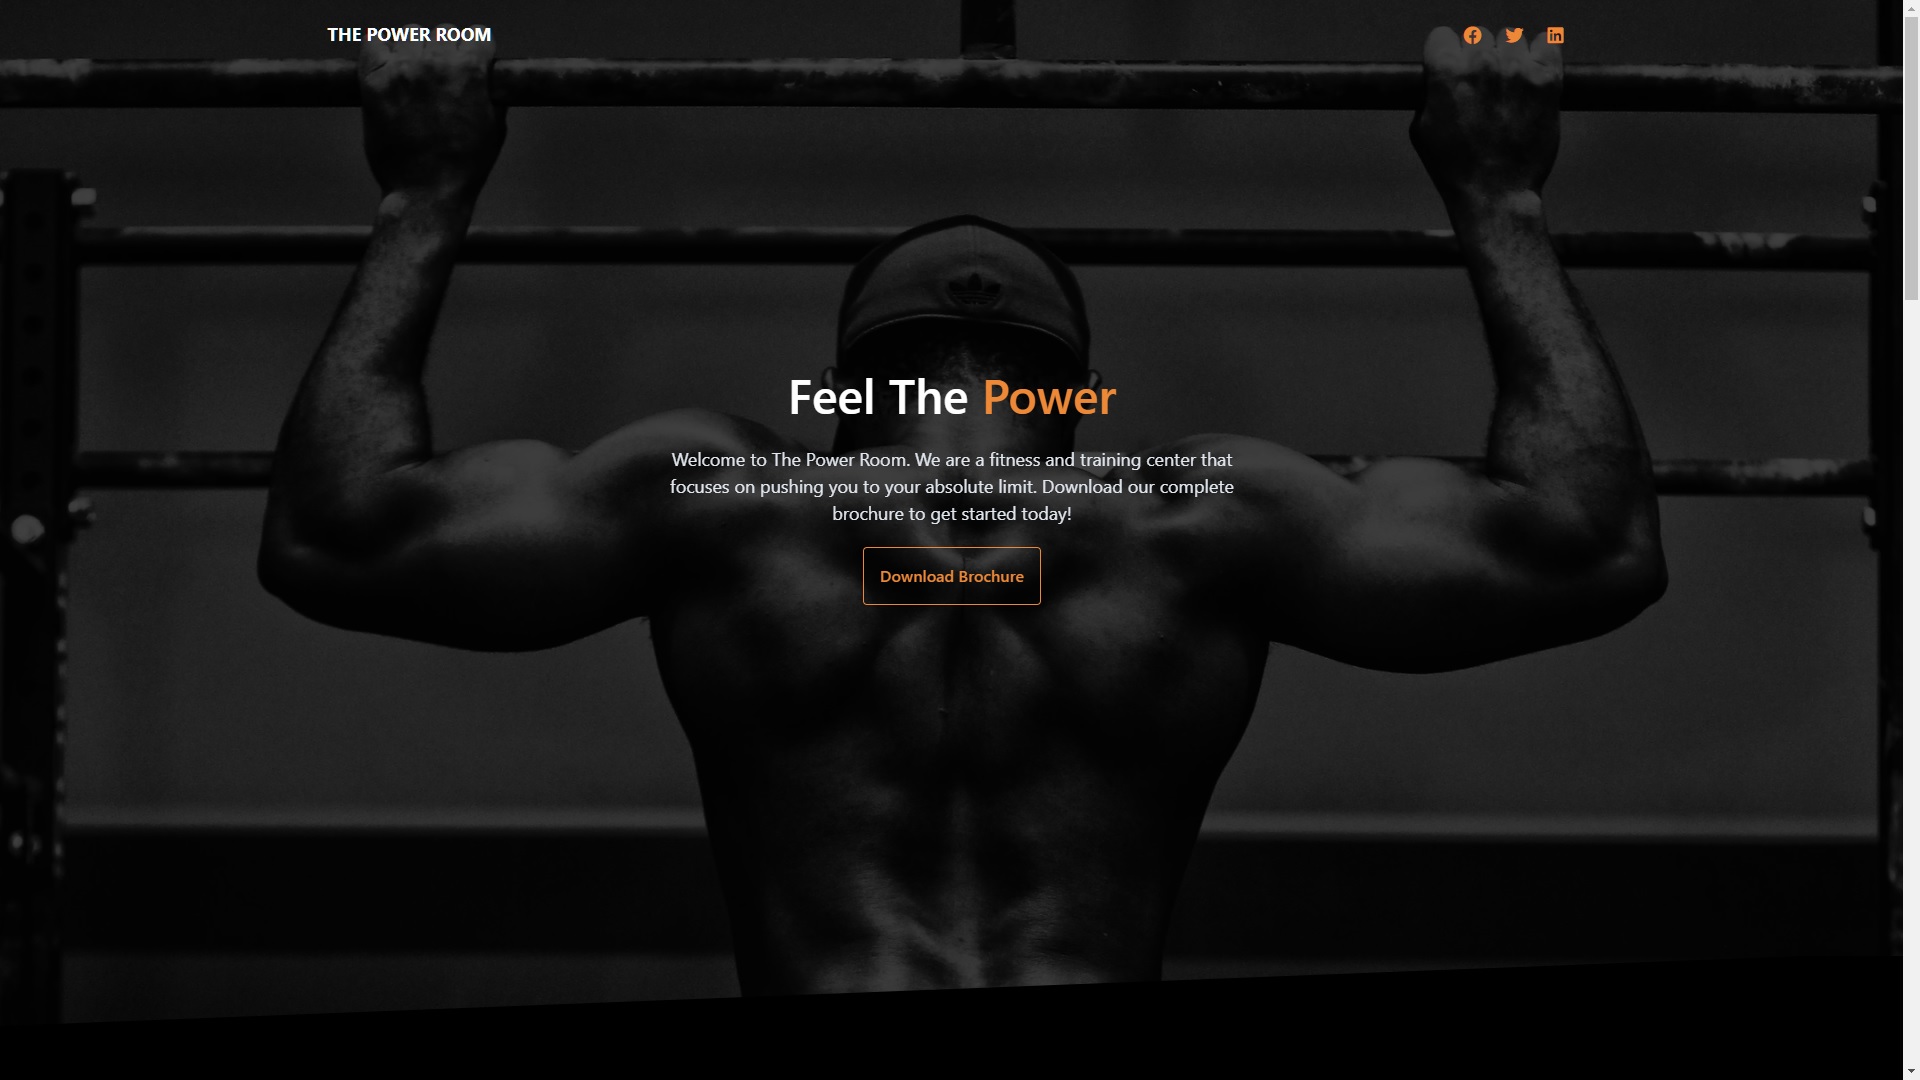 THE POWER ROOM
Feel The Power
Welcome to The Power Room. We are a fitness and training center that
focuses on pushing you to your absolute limit. Download our complete
brochure to get started today!
Download Brochure